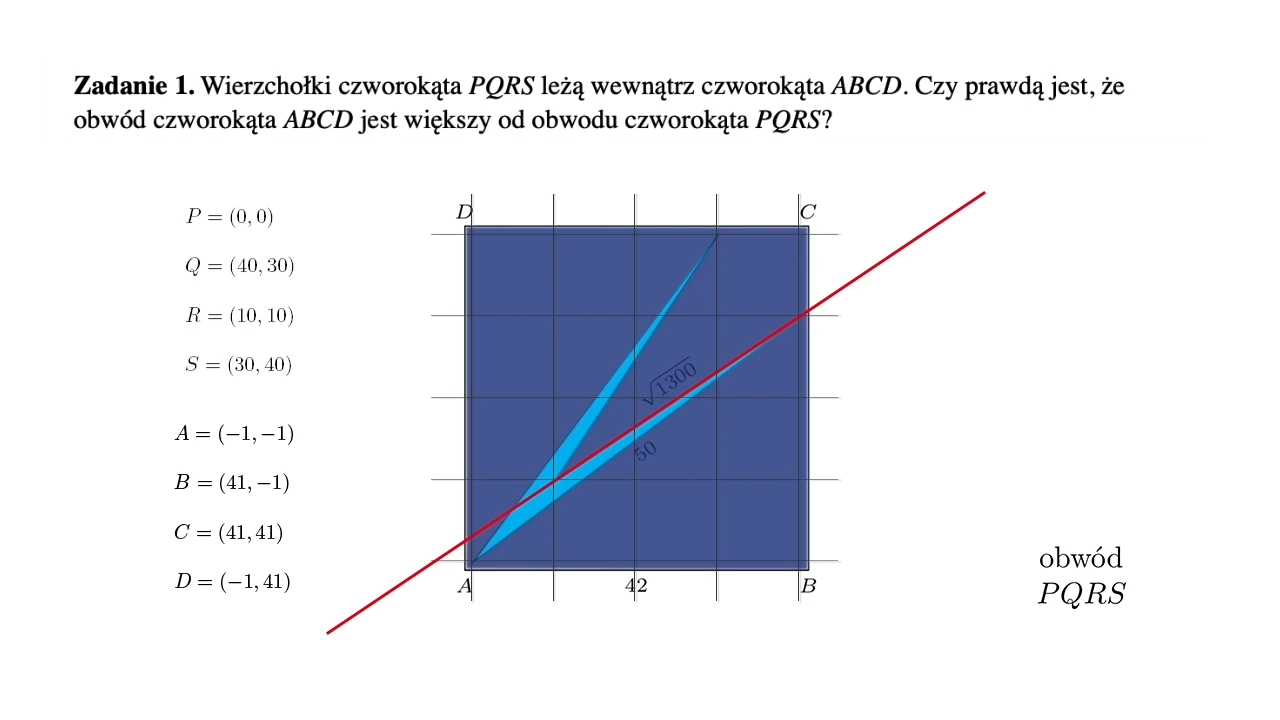 Zadanie 1. Wierzchołki czworokąta PQRS leżą wewnątrz czworokąta ABCD. Czy prawdą jest, że
obwód czworokąta ABCD jest większy od obwodu czworokąta PQRS?
P = (0, 0)
Q = (40, 30)
R = (10, 10)
S = (30, 40)
A = (−1, −1)
B = (41, −1)
C = (41, 41)
D = (−1, 41)
D
C
√1300
50
A
42
B
obwód
PQRS